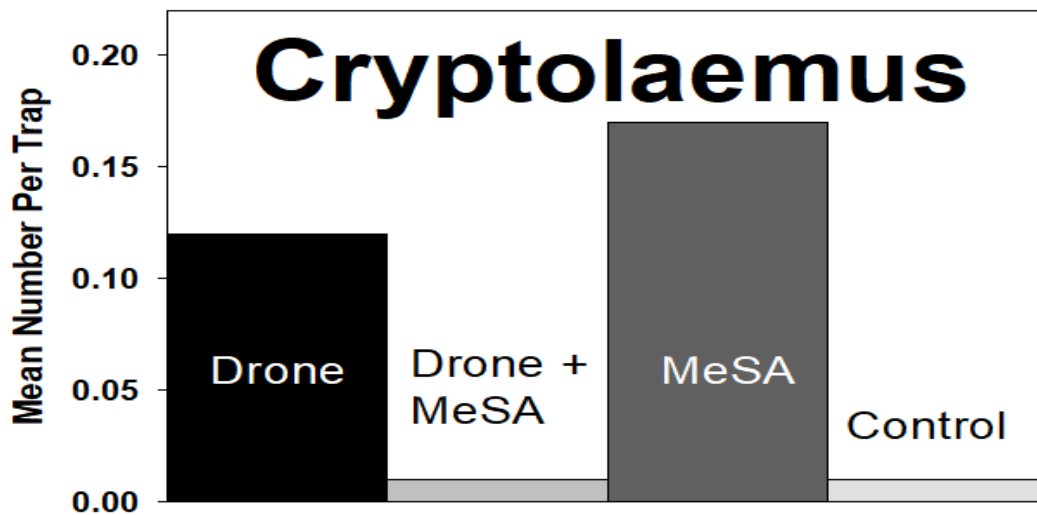 Cryptolaemus
Mean Number Per Trap
0.20
0.15
0.10
0.05
0.00
Drone
Drone +
MeSA
MeSA
Control